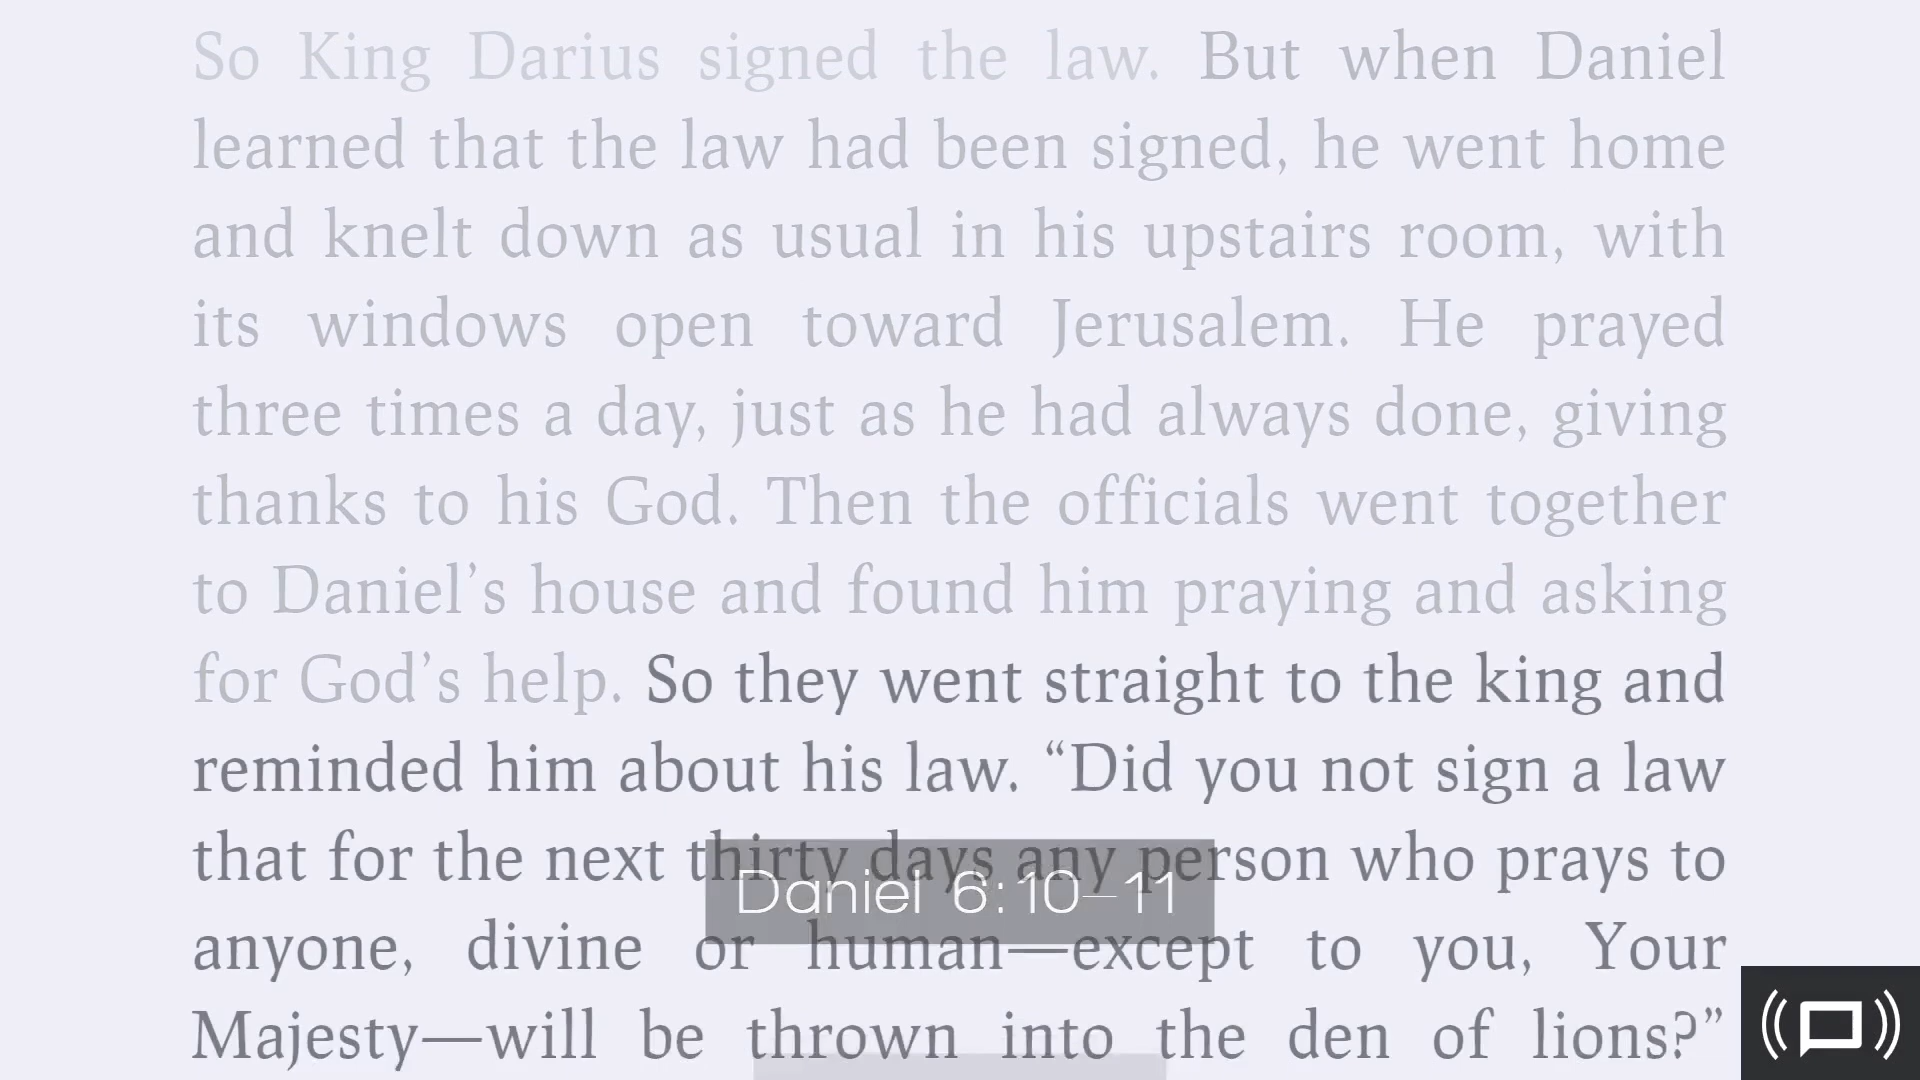 So King Darius signed the law. But when Daniel
learned that the law had been signed, he went home
and knelt down as usual in his upstairs room, with
its windows open toward Jerusalem. He prayed
three times a day, just as he had always done, giving
thanks to his God. Then the officials went together
to Daniel’s house and found him praying and asking
for God’s help. So they went straight to the king and
reminded him about his law. “Did you not sign a law
that for the next thirty days any person who prays to
Daniel 6:10–11
anyone, divine or human—except to you, Your
Majesty—will be thrown into the den of lions?”